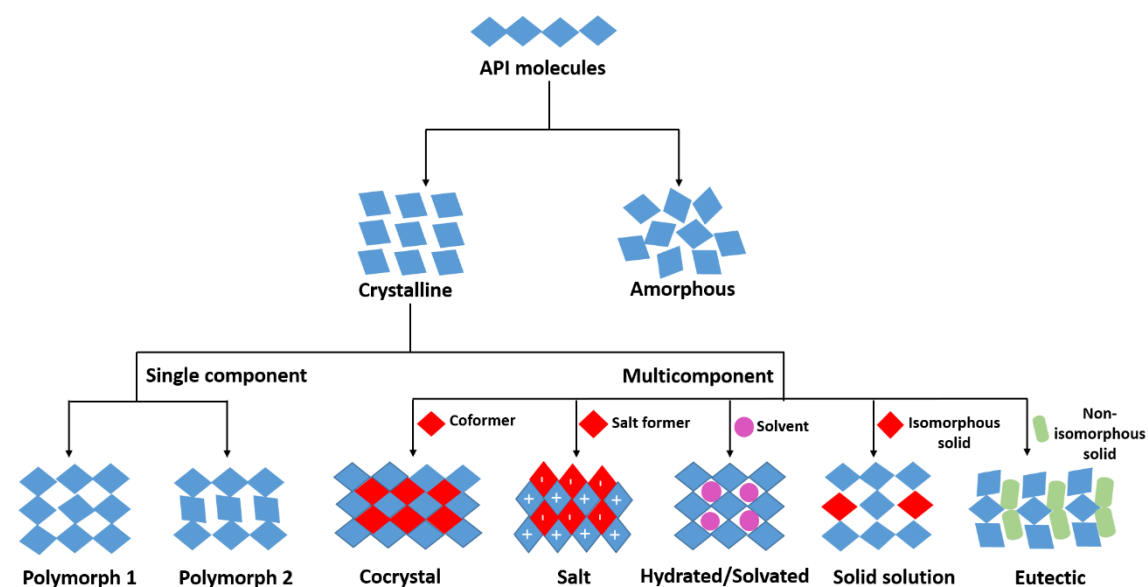 API molecules
Crystalline
Amorphous
Single component
Multicomponent
Coformer
Salt former
Solvent
Isomorphous
solid
Non-
isomorphous
solid
- - -
+ + + +
- - -
+ + + +
Polymorph 1
Polymorph 2
Cocrystal
Salt
Hydrated/Solvated
Solid solution
Eutectic